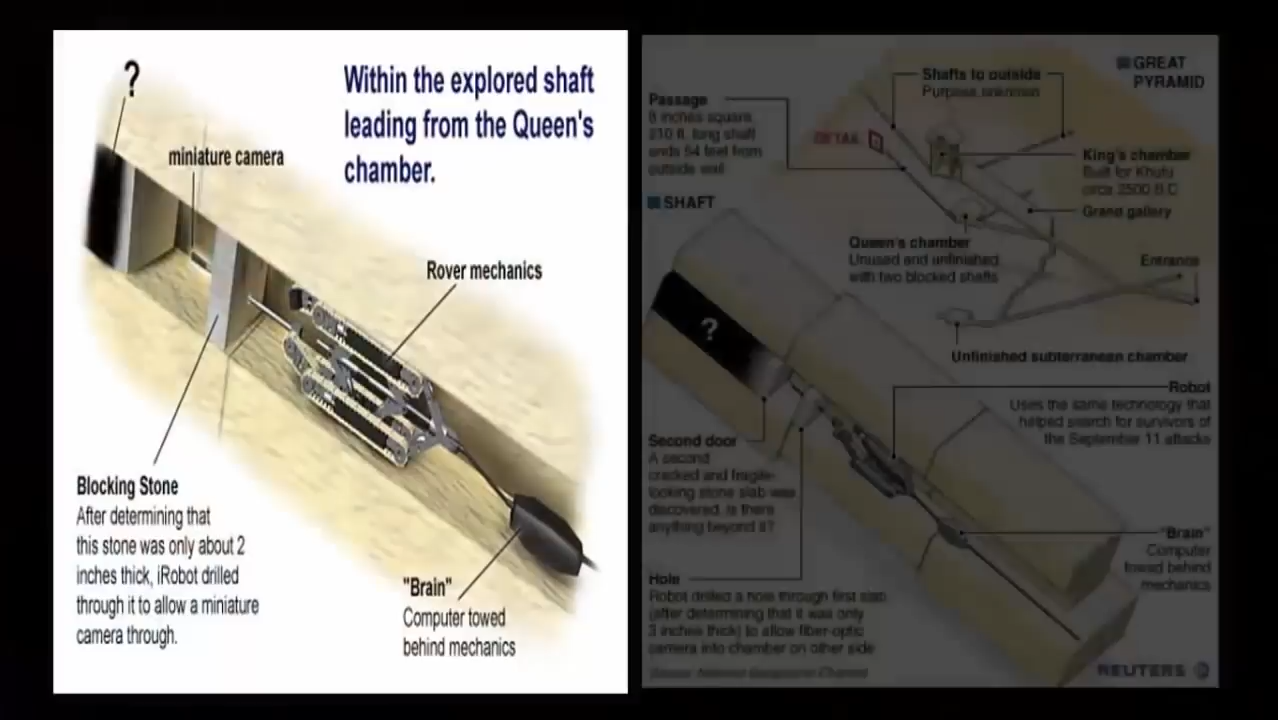 ?
Within the explored shaft
leading from the Queen's
chamber.
miniature camera
Rover mechanics
Blocking Stone
After determining that
this stone was only about 2
inches thick, iRobot drilled
through it to allow a miniature
camera through.
"Brain"
Computer towed
behind mechanics
GREAT
PYRAMID
Shafts to outside
Purpose unknown
Passage
8 inches square,
210 ft. long shaft
ends 54 feet from
outside wall
DETAIL
King's chamber
Built for Khufu
circa 2500 B.C.
Grand gallery
SHAFT
Queen's chamber
Unused and unfinished
with two blocked shafts
Entrance
Unfinished subterranean chamber
?
Robot
Uses the same technology that
helped search for survivors of
the September 11 attacks
Second door
A second
cracked and fragile-
looking stone slab was
discovered. Is there
anything beyond it?
"Brain"
Computer
towed behind
mechanics
Hole
Robot drilled a hole through first slab
(after determining that it was only
3 inches thick) to allow fiber-optic
camera into chamber on other side
Source: National Geographic Channel
REUTERS